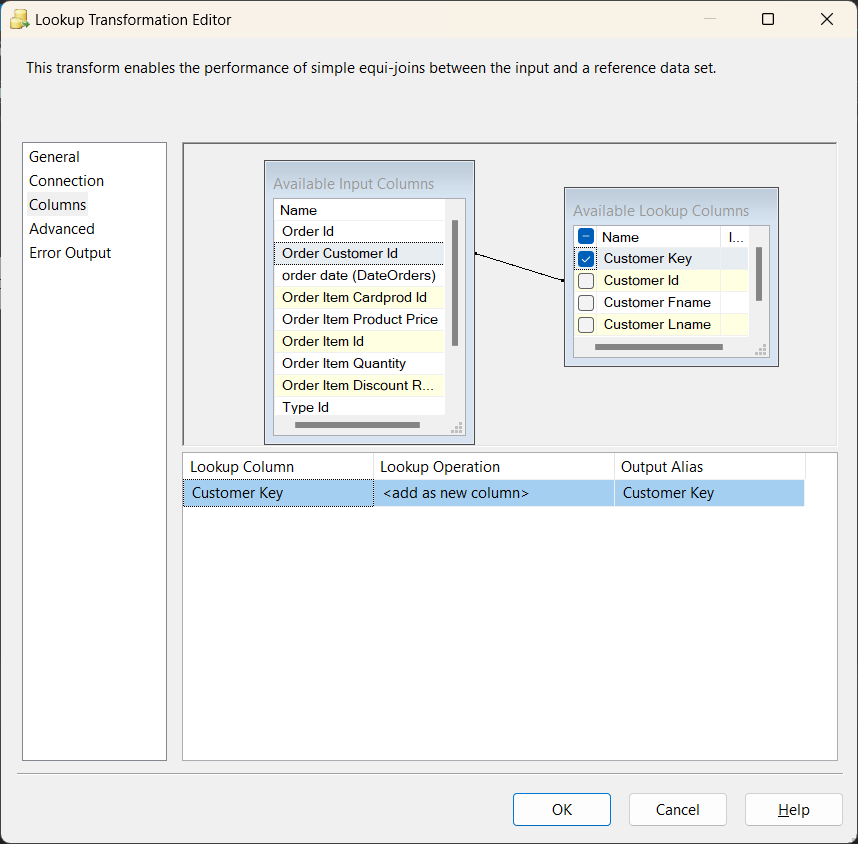 Lookup Transformation Editor
This transform enables the performance of simple equi-joins between the input and a reference data set.
General
Connection
Columns
Advanced
Error Output
Available Input Columns
Name
Order Id
Order Customer Id
order date (DateOrders)
Order Item Cardprod Id
Order Item Product Price
Order Item Id
Order Item Quantity
Order Item Discount R...
Type Id
Available Lookup Columns
Name I...
Customer Key
Customer Id
Customer Fname
Customer Lname
Lookup Column Lookup Operation Output Alias
Customer Key <add as new column> Customer Key
OK Cancel Help